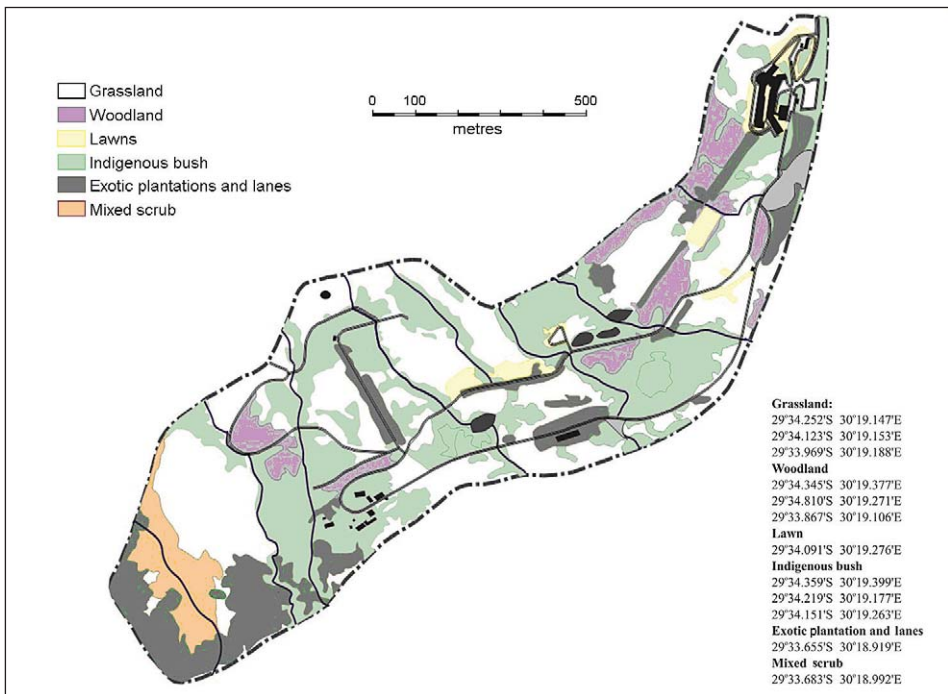 Grassland
Woodland
Lawns
Indigenous bush
Exotic plantations and lanes
Mixed scrub
0 100 500
metres
Grassland:
29°34.252'S 30°19.147'E
29°34.123'S 30°19.153'E
29°33.969'S 30°19.188'E
Woodland
29°34.345'S 30°19.377'E
29°34.810'S 30°19.271'E
29°33.867'S 30°19.106'E
Lawn
29°34.091'S 30°19.276'E
Indigenous bush
29°34.359'S 30°19.399'E
29°34.219'S 30°19.177'E
29°34.151'S 30°19.263'E
Exotic plantation and lanes
29°33.655'S 30°18.919'E
Mixed scrub
29°33.683'S 30°18.992'E